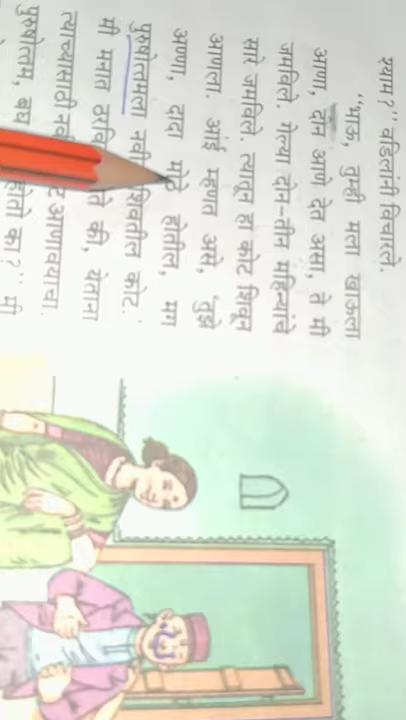 श्याम?" वडिलांनी विचारले.
"भाऊ, तुम्ही मला खाऊला
आणा, दोन आणे देत असा, ते मी
जमविले. गेल्या दोन-तीन महिन्यांचे
सारे जमविले. त्यातून हा कोट शिवून
आणला. आई म्हणत असे, 'तुझे
अण्णा, दादा मोठे होतील, मग
पुरुषोत्तमला नवी शिवतील कोट.'
मी मनात ठरवि ते की, येताना
त्याच्यासाठी नवी आणावयाचा.
पुरुषोत्तम, बघ होतो का?" मी